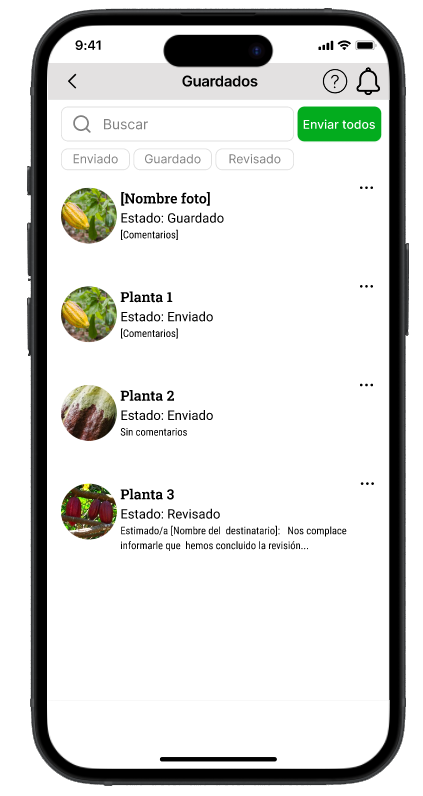 9:41
Guardados
Buscar
Enviar todos
Enviado
Guardado
Revisado
[Nombre foto]
Estado: Guardado
[Comentarios]
Planta 1
Estado: Enviado
[Comentarios]
Planta 2
Estado: Enviado
Sin comentarios
Planta 3
Estado: Revisado
Estimado/a [Nombre del destinatario]: Nos complace
informarle que hemos concluido la revisión...